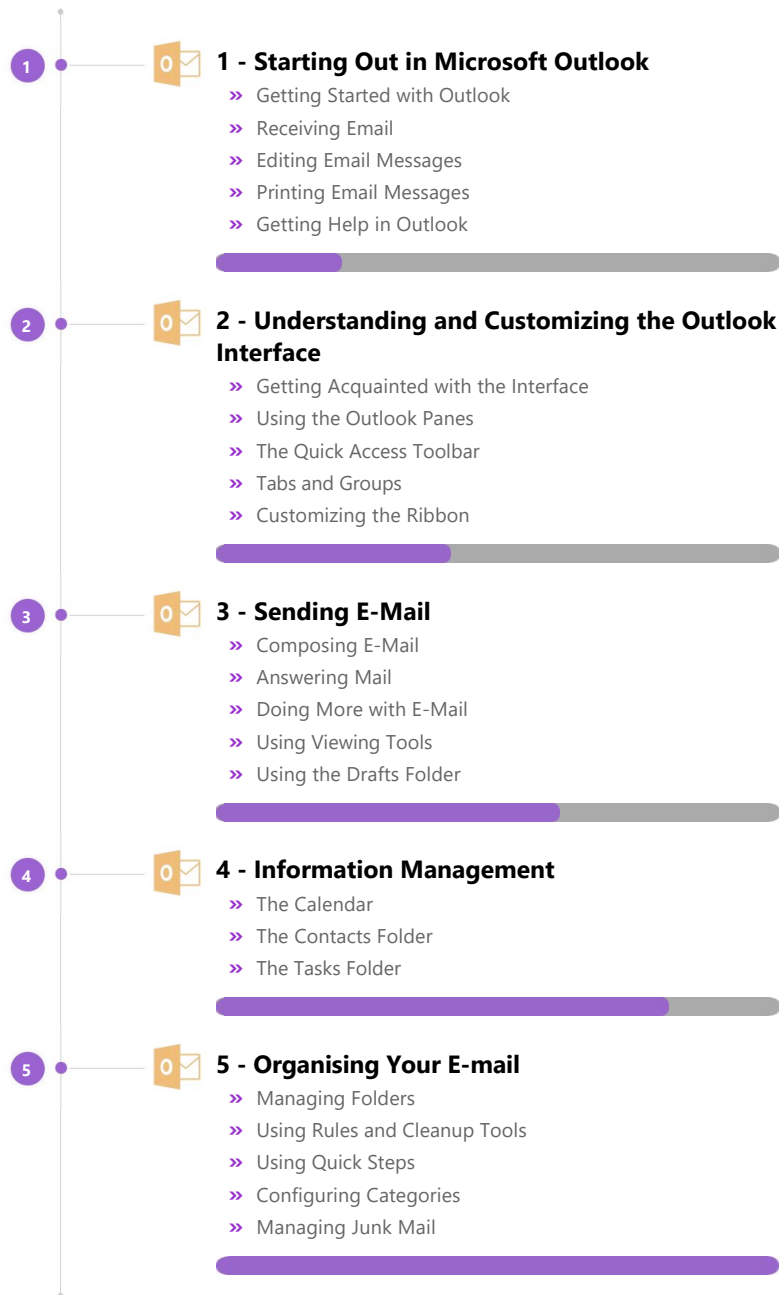 1
1 - Starting Out in Microsoft Outlook
» Getting Started with Outlook
» Receiving Email
» Editing Email Messages
» Printing Email Messages
» Getting Help in Outlook
2
2 - Understanding and Customizing the Outlook
Interface
» Getting Acquainted with the Interface
» Using the Outlook Panes
» The Quick Access Toolbar
» Tabs and Groups
» Customizing the Ribbon
3
3 - Sending E-Mail
» Composing E-Mail
» Answering Mail
» Doing More with E-Mail
» Using Viewing Tools
» Using the Drafts Folder
4
4 - Information Management
» The Calendar
» The Contacts Folder
» The Tasks Folder
5
5 - Organising Your E-mail
» Managing Folders
» Using Rules and Cleanup Tools
» Using Quick Steps
» Configuring Categories
» Managing Junk Mail